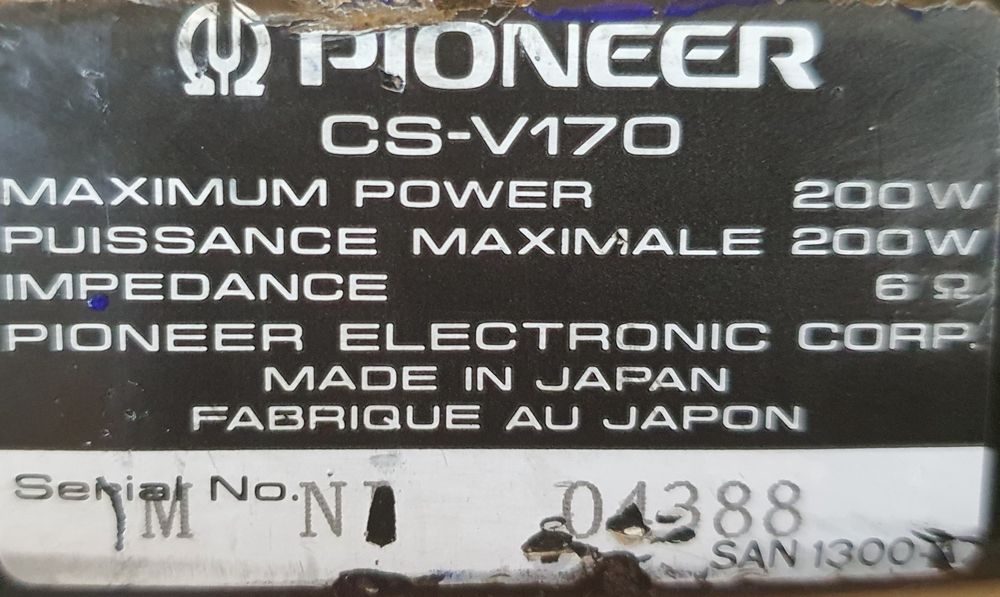 PIONEER
CS-V170
MAXIMUM POWER 200W
PUISSANCE MAXIMALE 200W
IMPEDANCE 6 Ω
PIONEER ELECTRONIC CORP.
MADE IN JAPAN
FABRIQUE AU JAPON
Serial No.
M 04388
SAN